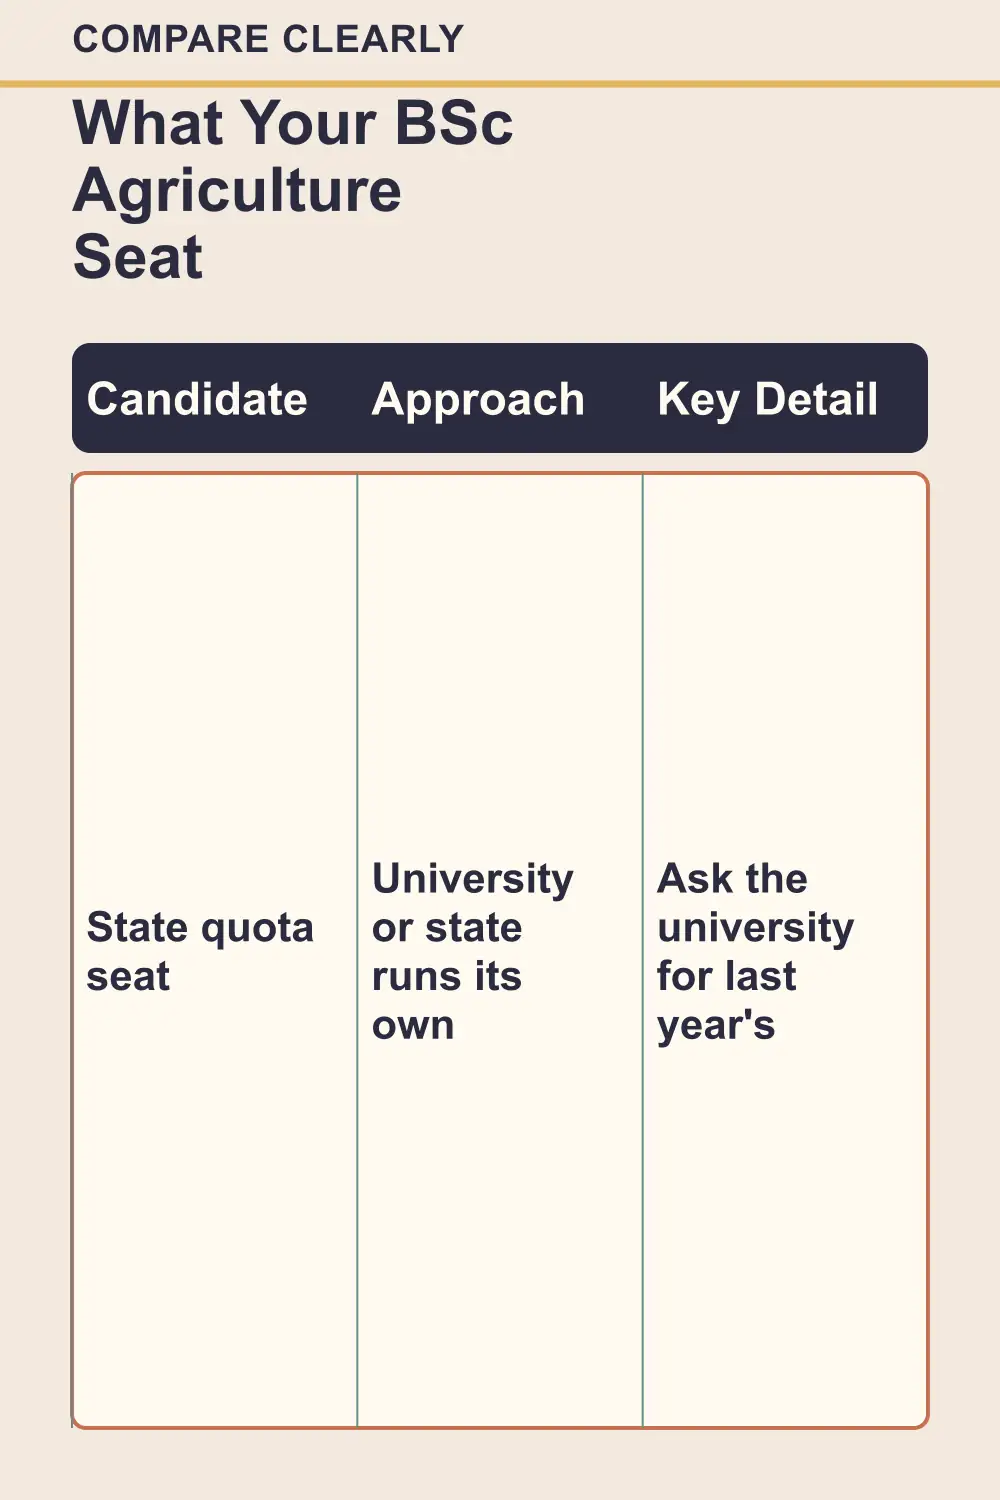 COMPARE CLEARLY
What Your BSc
Agriculture
Seat
Candidate
Approach
Key Detail
State quota
seat
University
or state
runs its
own
Ask the
university
for last
year's